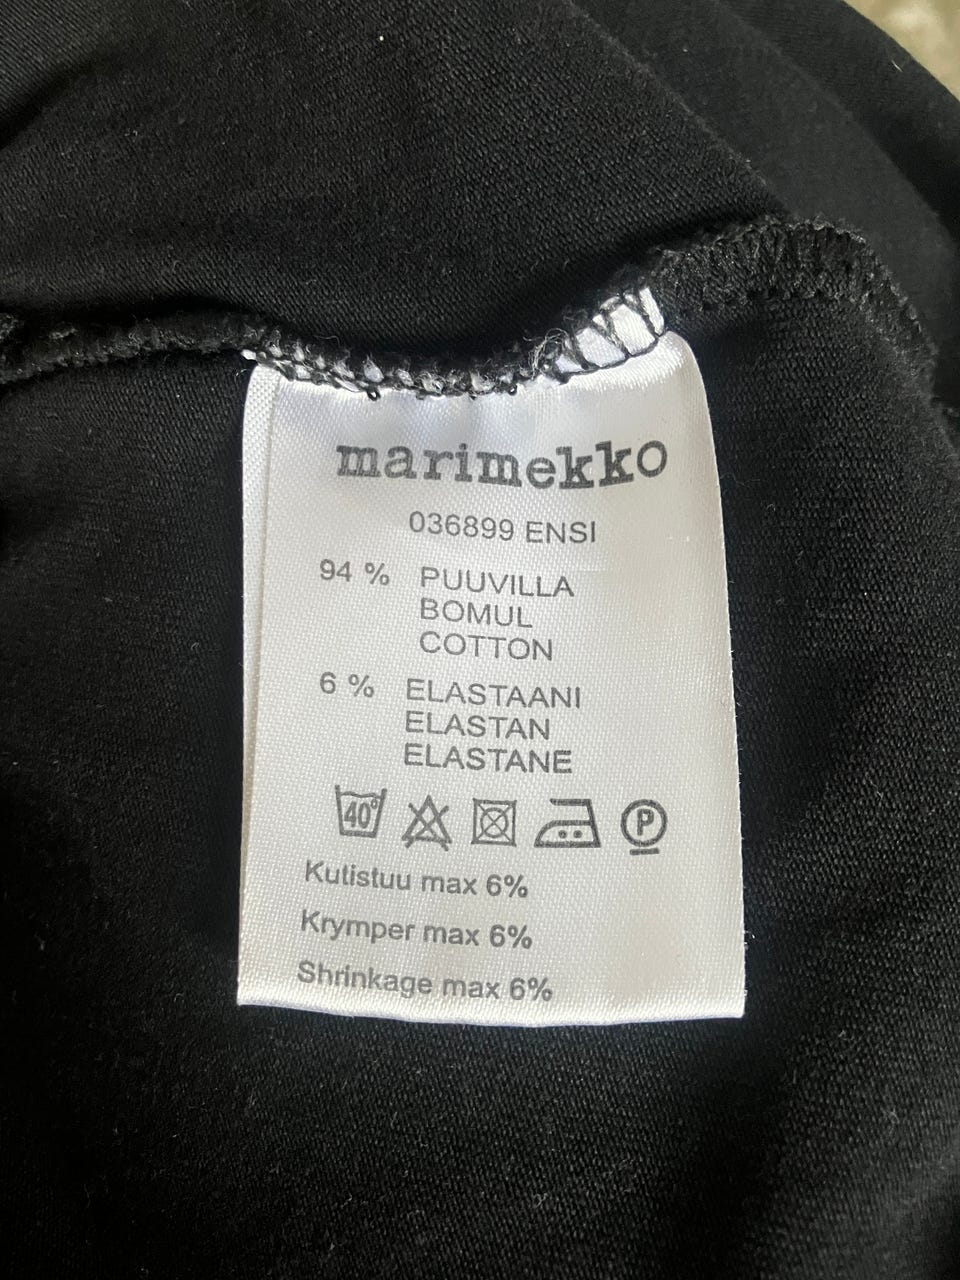 marimekko
036899 ENSI
94 % PUUVILLA
BOMUL
COTTON
6 % ELASTAANI
ELASTAN
ELASTANE
40° P
Kutistuu max 6%
Krymper max 6%
Shrinkage max 6%